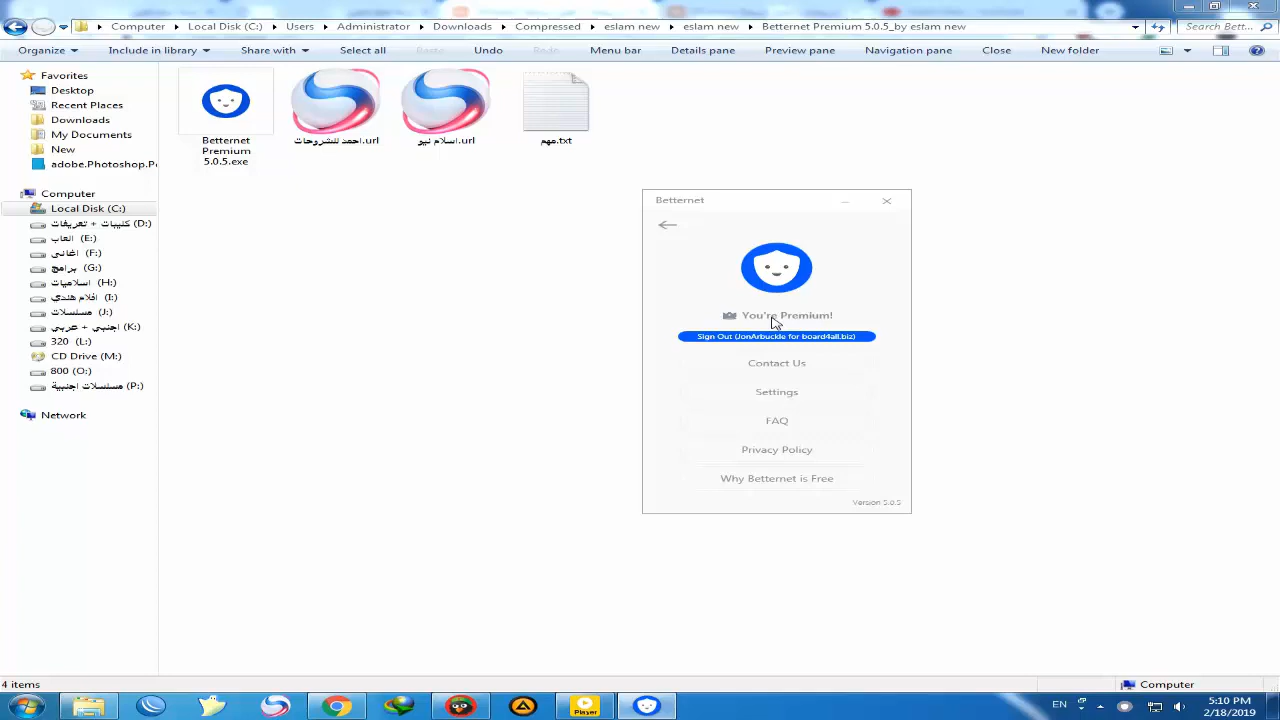 Computer ▸ Local Disk (C:) ▸ Users ▸ Administrator ▸ Downloads ▸ Compressed ▸ eslam new ▸ eslam new ▸ Betternet Premium 5.0.5_by eslam new
Search Bett...
Organize Include in library Share with Select all Paste Undo Redo Menu bar Details pane Preview pane Navigation pane Close New folder
Favorites
Desktop
Recent Places
Downloads
My Documents
New
adobe.Photoshop.P
Computer
Local Disk (C:)
كتيبات + تعريفات (D:)
العاب (E:)
اغانى (F:)
برامج (G:)
اسلاميات (H:)
افلام هندي (I:)
مسلسلات (J:)
أجنبي + عربي (K:)
CD Drive (M:)
مسلسلات اجنبية (P:)
Network
Betternet
Premium
5.0.5.exe
احمد للشروحات.url
اسلام نيو.url
مهم.txt
Betternet
You're Premium!
Sign Out (JonArbuckle for board4all.biz)
Contact Us
Settings
FAQ
Privacy Policy
Why Betternet is Free
Version 5.0.5
4 items
Computer
Player
EN
5:10 PM
2/18/2019